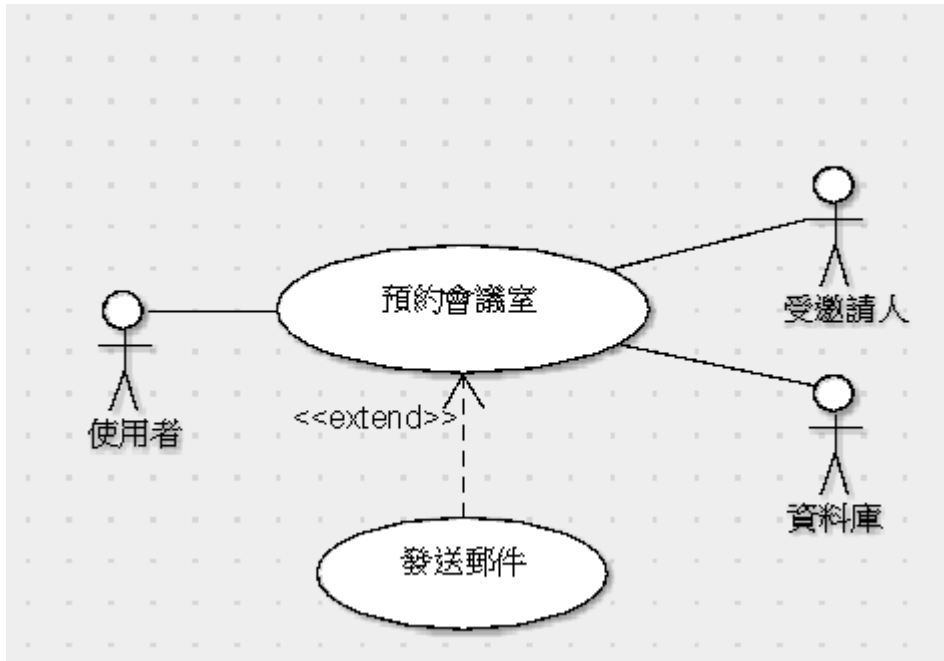 預約會議室
受邀請人
使用者
<<extend>>
資料庫
發送郵件